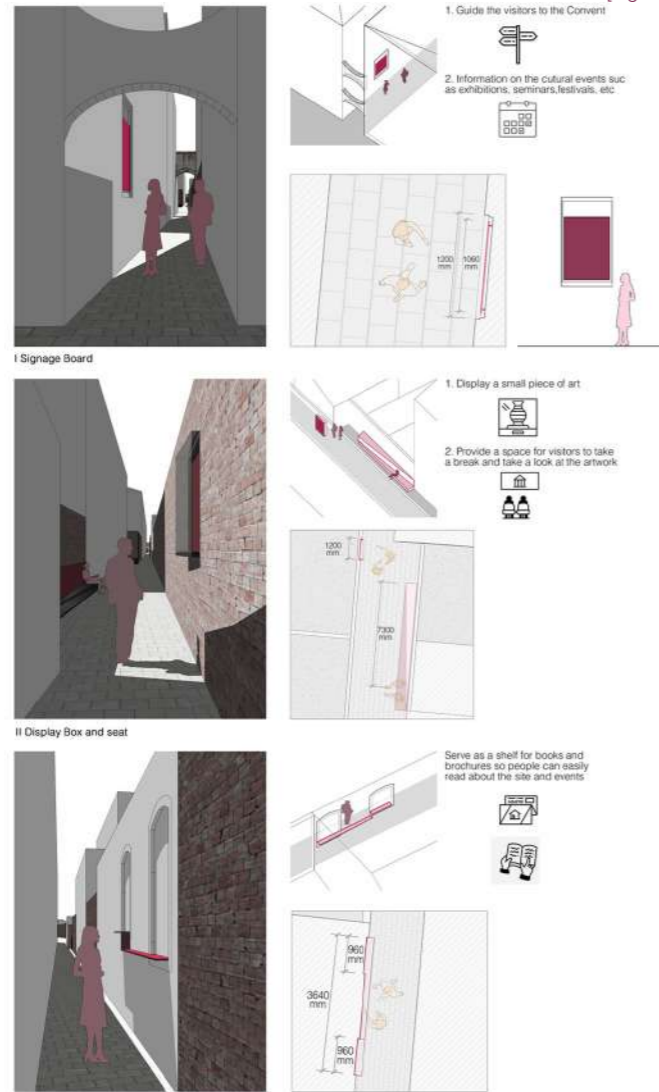 1. Guide the visitors to the Convent
2. Information on the cutural events suc
as exhibitions, seminars,festivals, etc
1200
mm
1060
mm
I Signage Board
1. Display a small piece of art
2. Provide a space for visitors to take
a break and take a look at the artwork
1200
mm
7300
mm
II Display Box and seat
Serve as a shelf for books and
brochures so people can easily
read about the site and events
960
mm
3640
mm
960
mm